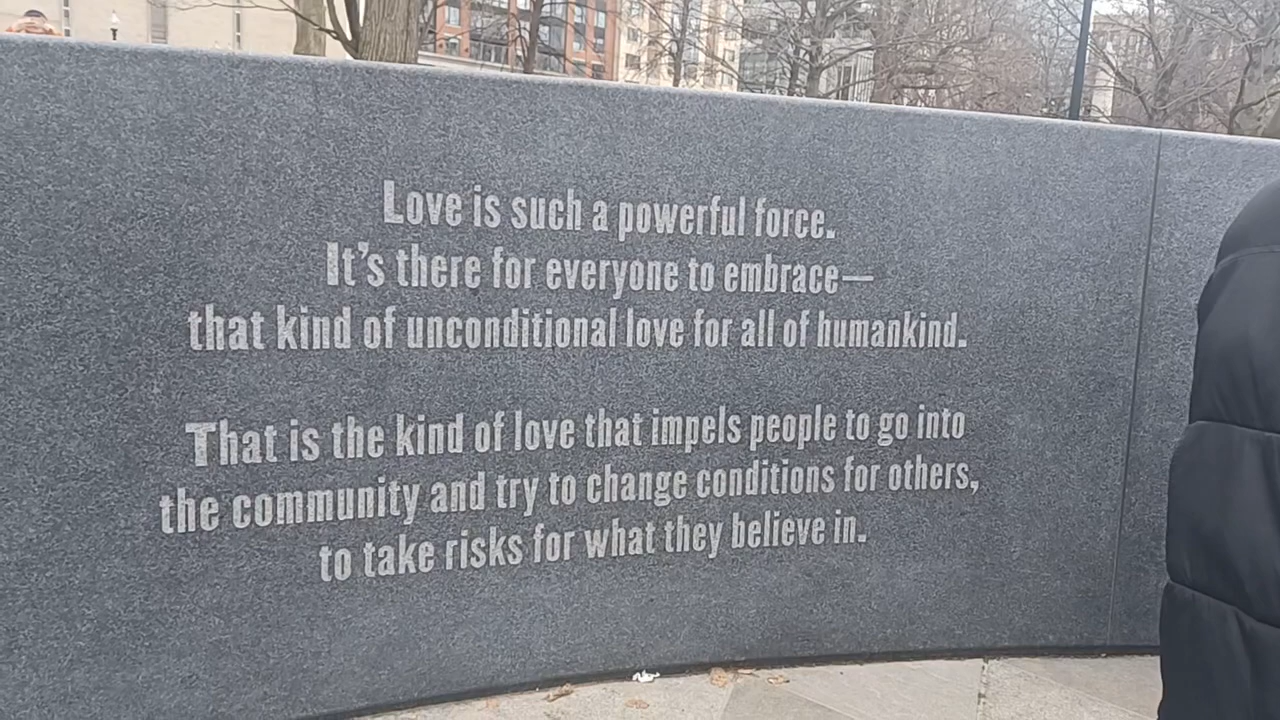 Love is such a powerful force.
It's there for everyone to embrace—
that kind of unconditional love for all of humankind.
That is the kind of love that impels people to go into
the community and try to change conditions for others,
to take risks for what they believe in.